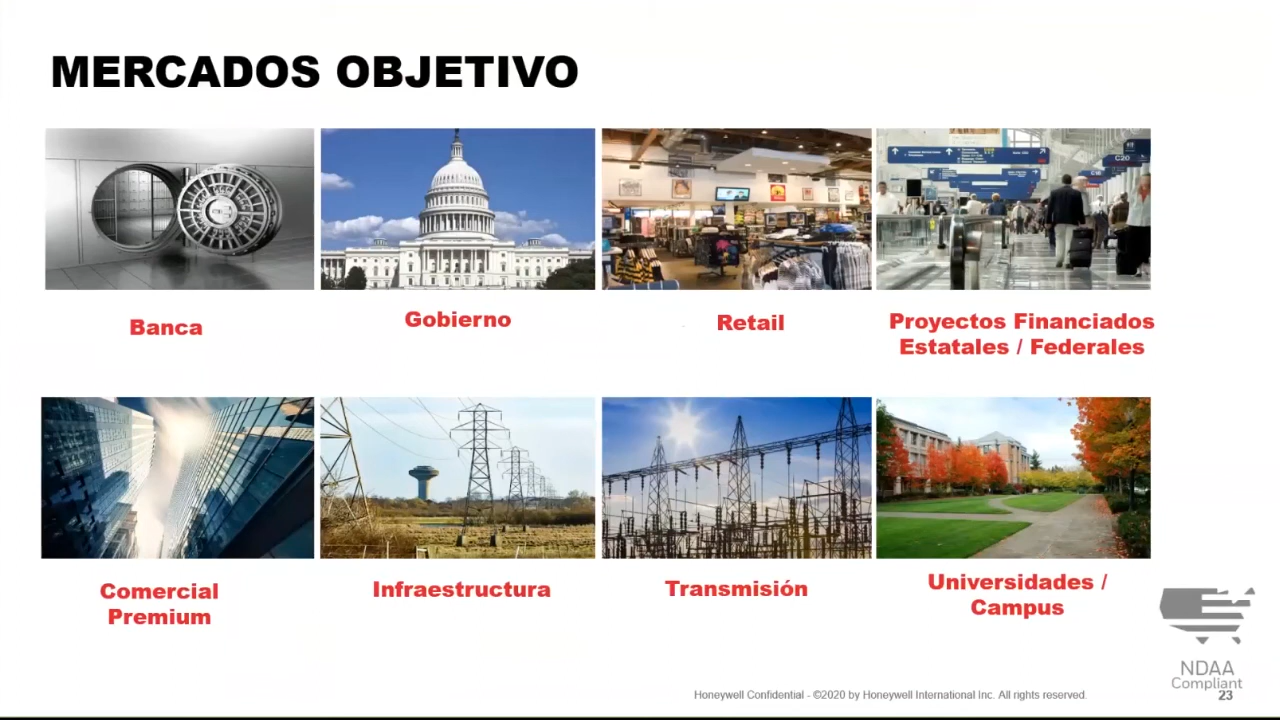 MERCADOS OBJETIVO
Banca
Gobierno
Retail
Proyectos Financiados
Estatales / Federales
C20
Comercial
Premium
Infraestructura
Transmisión
Universidades /
Campus
NDAA
Compliant
Honeywell Confidential - ©2020 by Honeywell International Inc. All rights reserved.
23